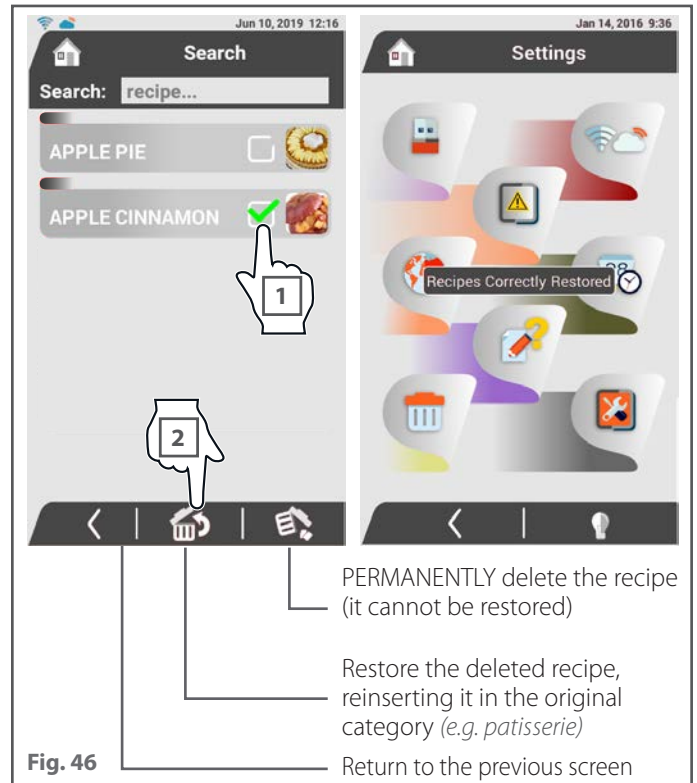 Jun 10, 2019 12:16
Search
Search: recipe...
APPLE PIE
APPLE CINNAMON
1
2
Jan 14, 2016 9:36
Settings
28
Recipes Correctly Restored
PERMANENTLY delete the recipe
(it cannot be restored)
Restore the deleted recipe,
reinserting it in the original
category (e.g. patisserie)
Return to the previous screen
Fig. 46